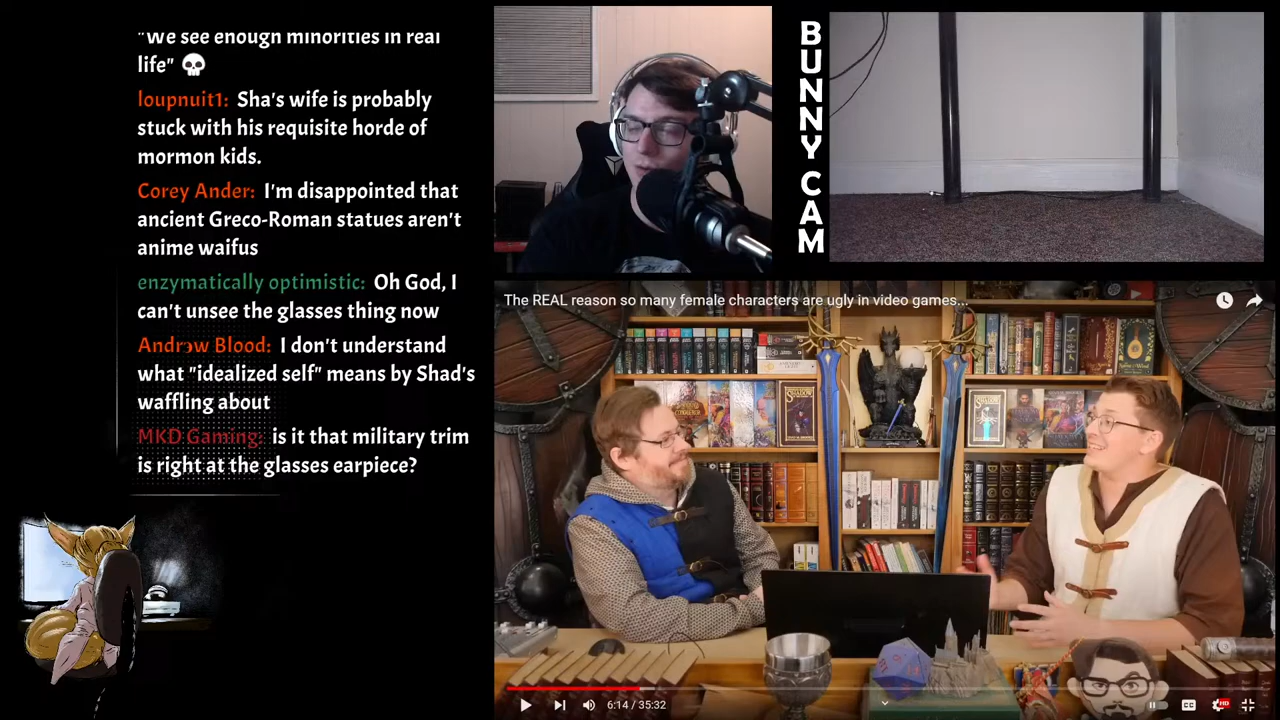 "We see enough minorities in real
life" 💀
loupnuit1: Sha's wife is probably
stuck with his requisite horde of
mormon kids.
Corey Ander: I'm disappointed that
ancient Greco-Roman statues aren't
anime waifus
enzymatically optimistic: Oh God, I
can't unsee the glasses thing now
Andrew Blood: I don't understand
what "idealized self" means by Shad's
waffling about
MKD Gaming: is it that military trim
is right at the glasses earpiece?
BUNNY CAM
The REAL reason so many female characters are ugly in video games...
SHADOW
SHADOW
6:14 / 35:32
CC
HD